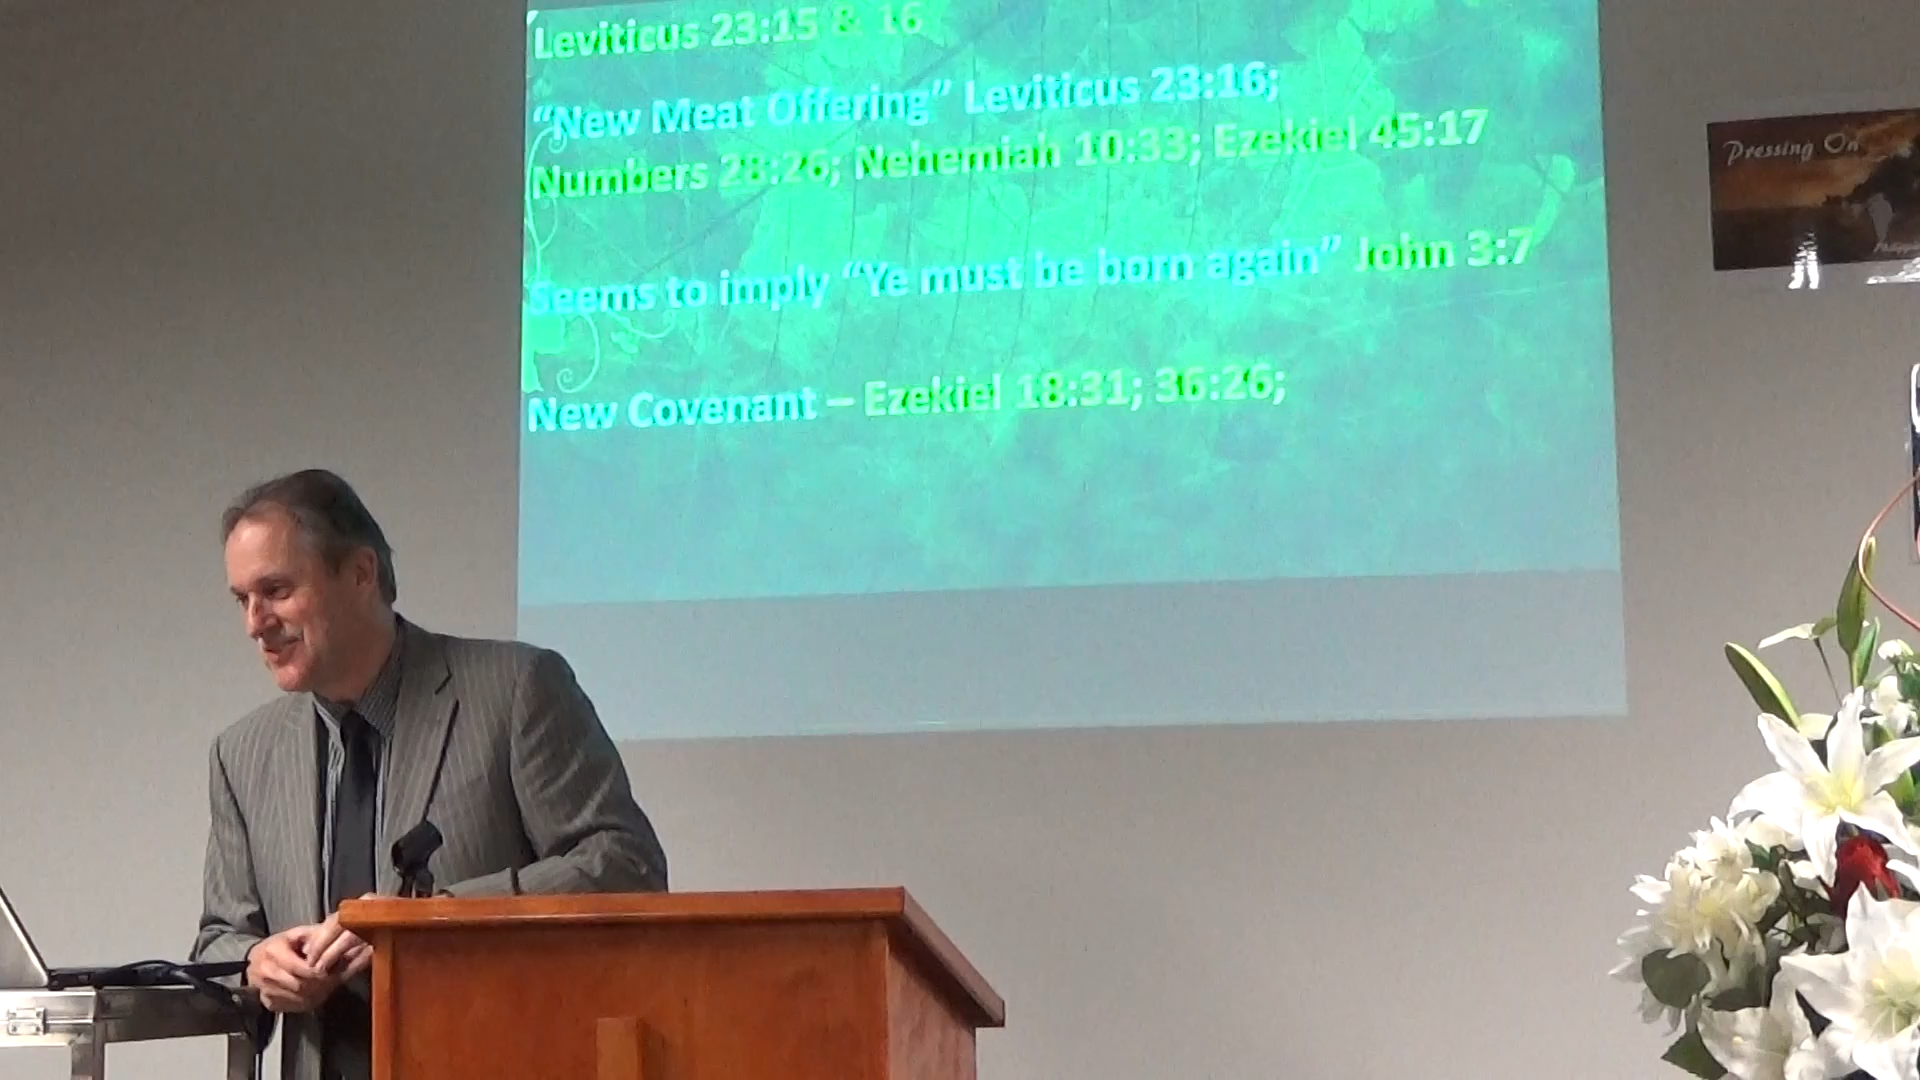 Leviticus 23:15 & 16
“New Meat Offering” Leviticus 23:16;
Numbers 28:26; Nehemiah 10:33; Ezekiel 45:17
Seems to imply “Ye must be born again” John 3:7
New Covenant – Ezekiel 18:31; 36:26;
Pressing On